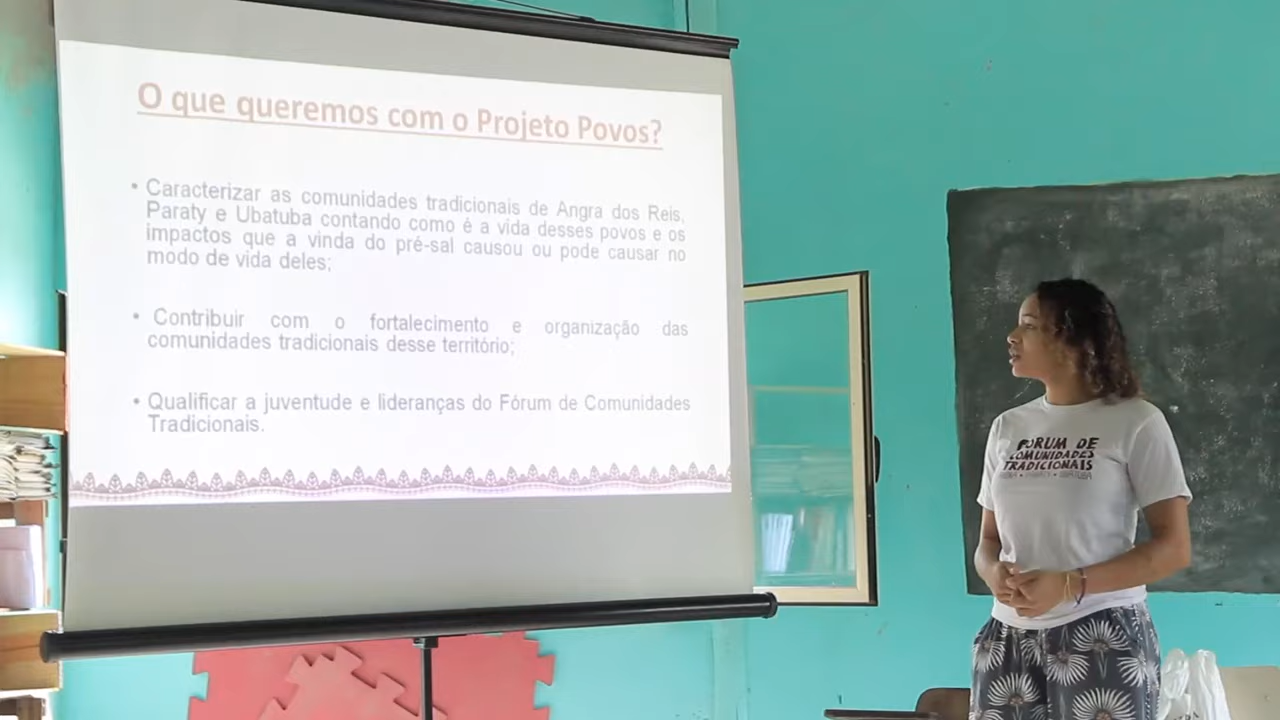 O que queremos com o Projeto Povos?
• Caracterizar as comunidades tradicionais de Angra dos Reis,
Paraty e Ubatuba contando como é a vida desses povos e os
impactos que a vinda do pré-sal causou ou pode causar no
modo de vida deles;
• Contribuir com o fortalecimento e organização das
comunidades tradicionais desse território;
• Qualificar a juventude e lideranças do Fórum de Comunidades
Tradicionais.
FÓRUM DE
COMUNIDADES
TRADICIONAIS